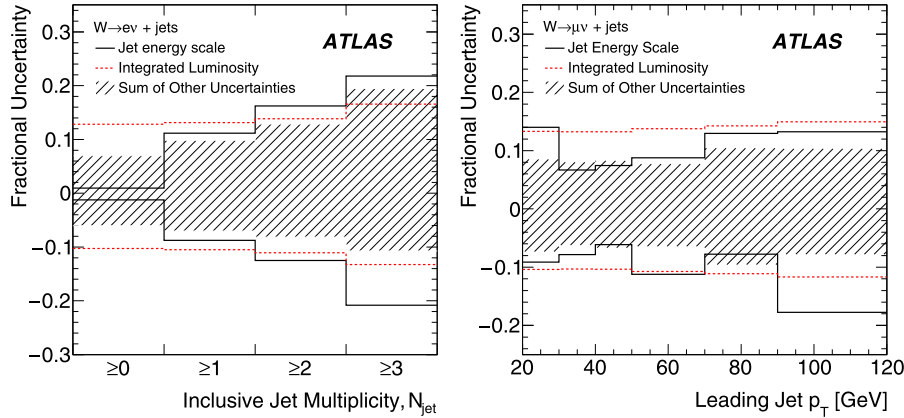 W→eν + jets
ATLAS
Jet energy scale
Integrated Luminosity
Sum of Other Uncertainties
Fractional Uncertainty
0.3
0.2
0.1
0
−0.1
−0.2
−0.3
≥0 ≥1 ≥2 ≥3
Inclusive Jet Multiplicity, N_jet
W→μν + jets
ATLAS
Jet Energy Scale
Integrated Luminosity
Sum of Other Uncertainties
Fractional Uncertainty
0.3
0.2
0.1
0
−0.1
−0.2
20 40 60 80 100 120
Leading Jet p_T [GeV]